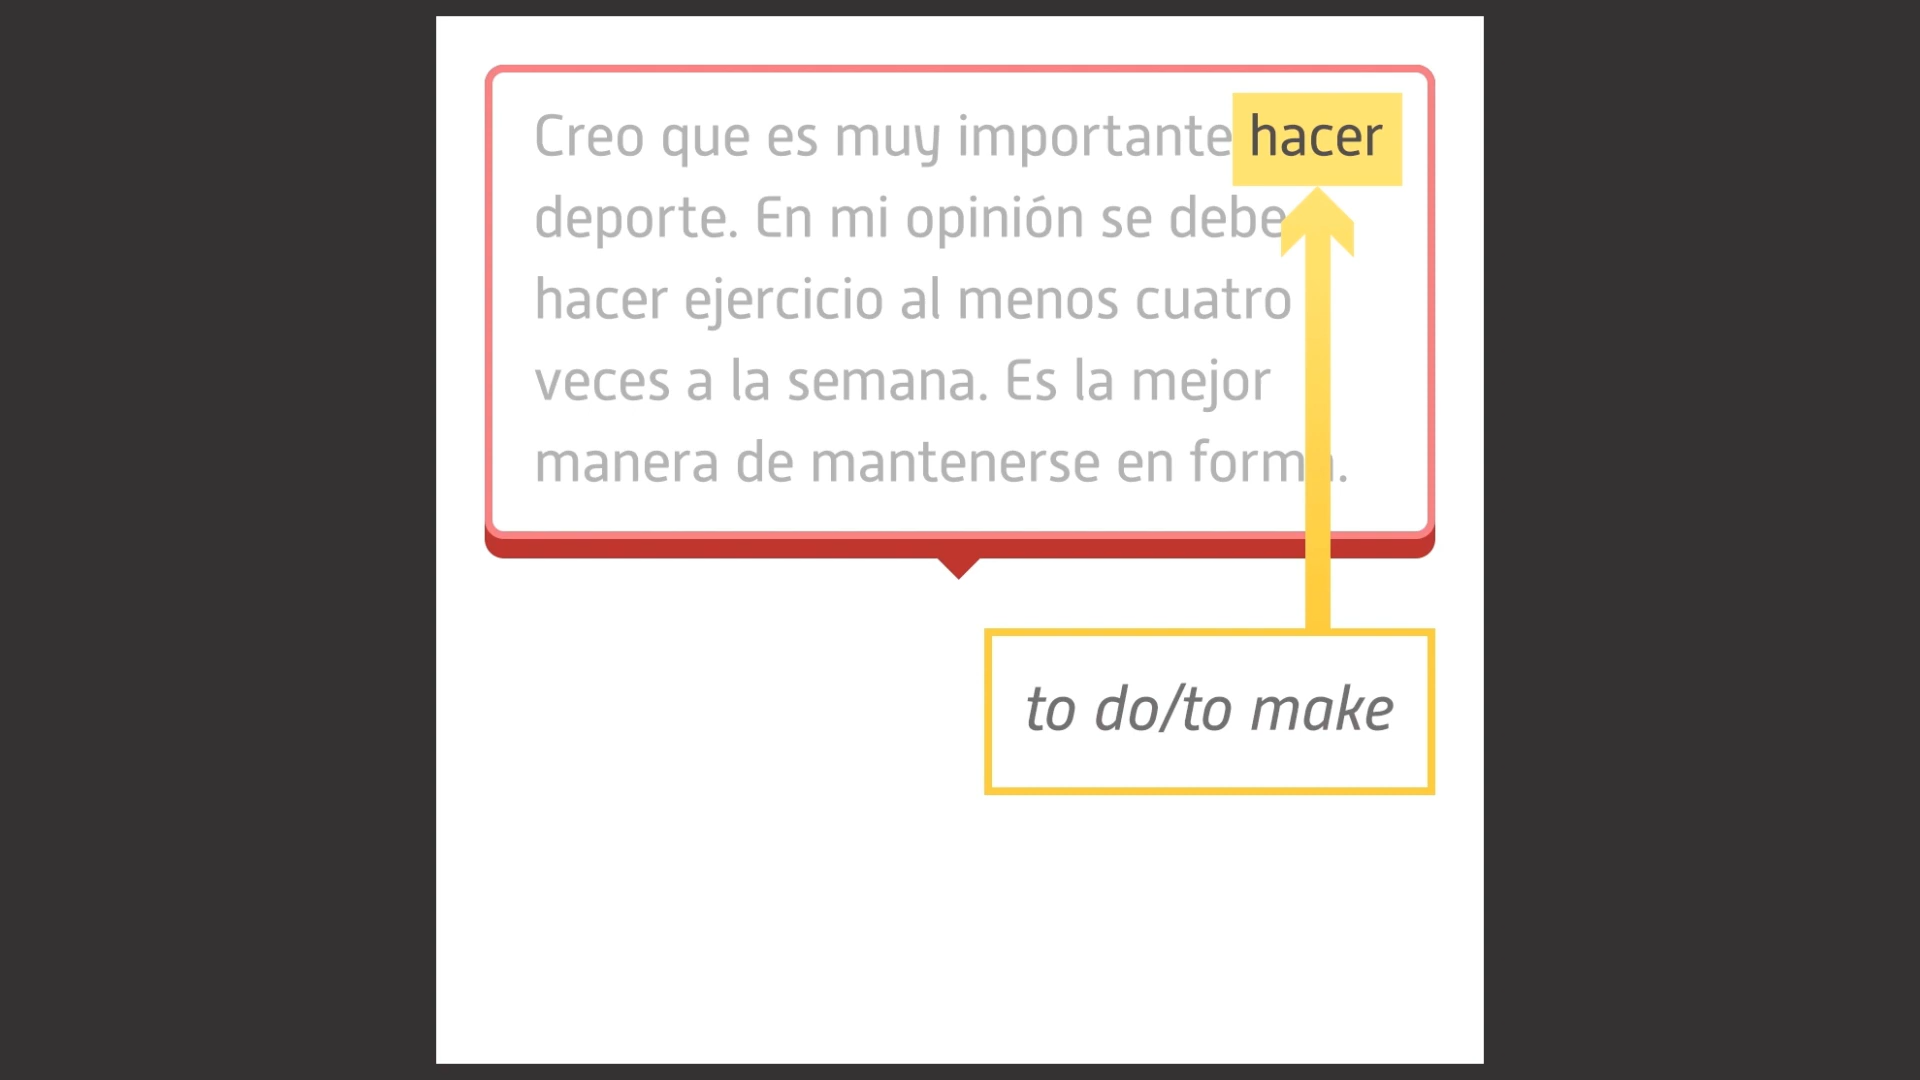 Creo que es muy importante hacer
deporte. En mi opinión se debe
hacer ejercicio al menos cuatro
veces a la semana. Es la mejor
manera de mantenerse en forma.
to do/to make